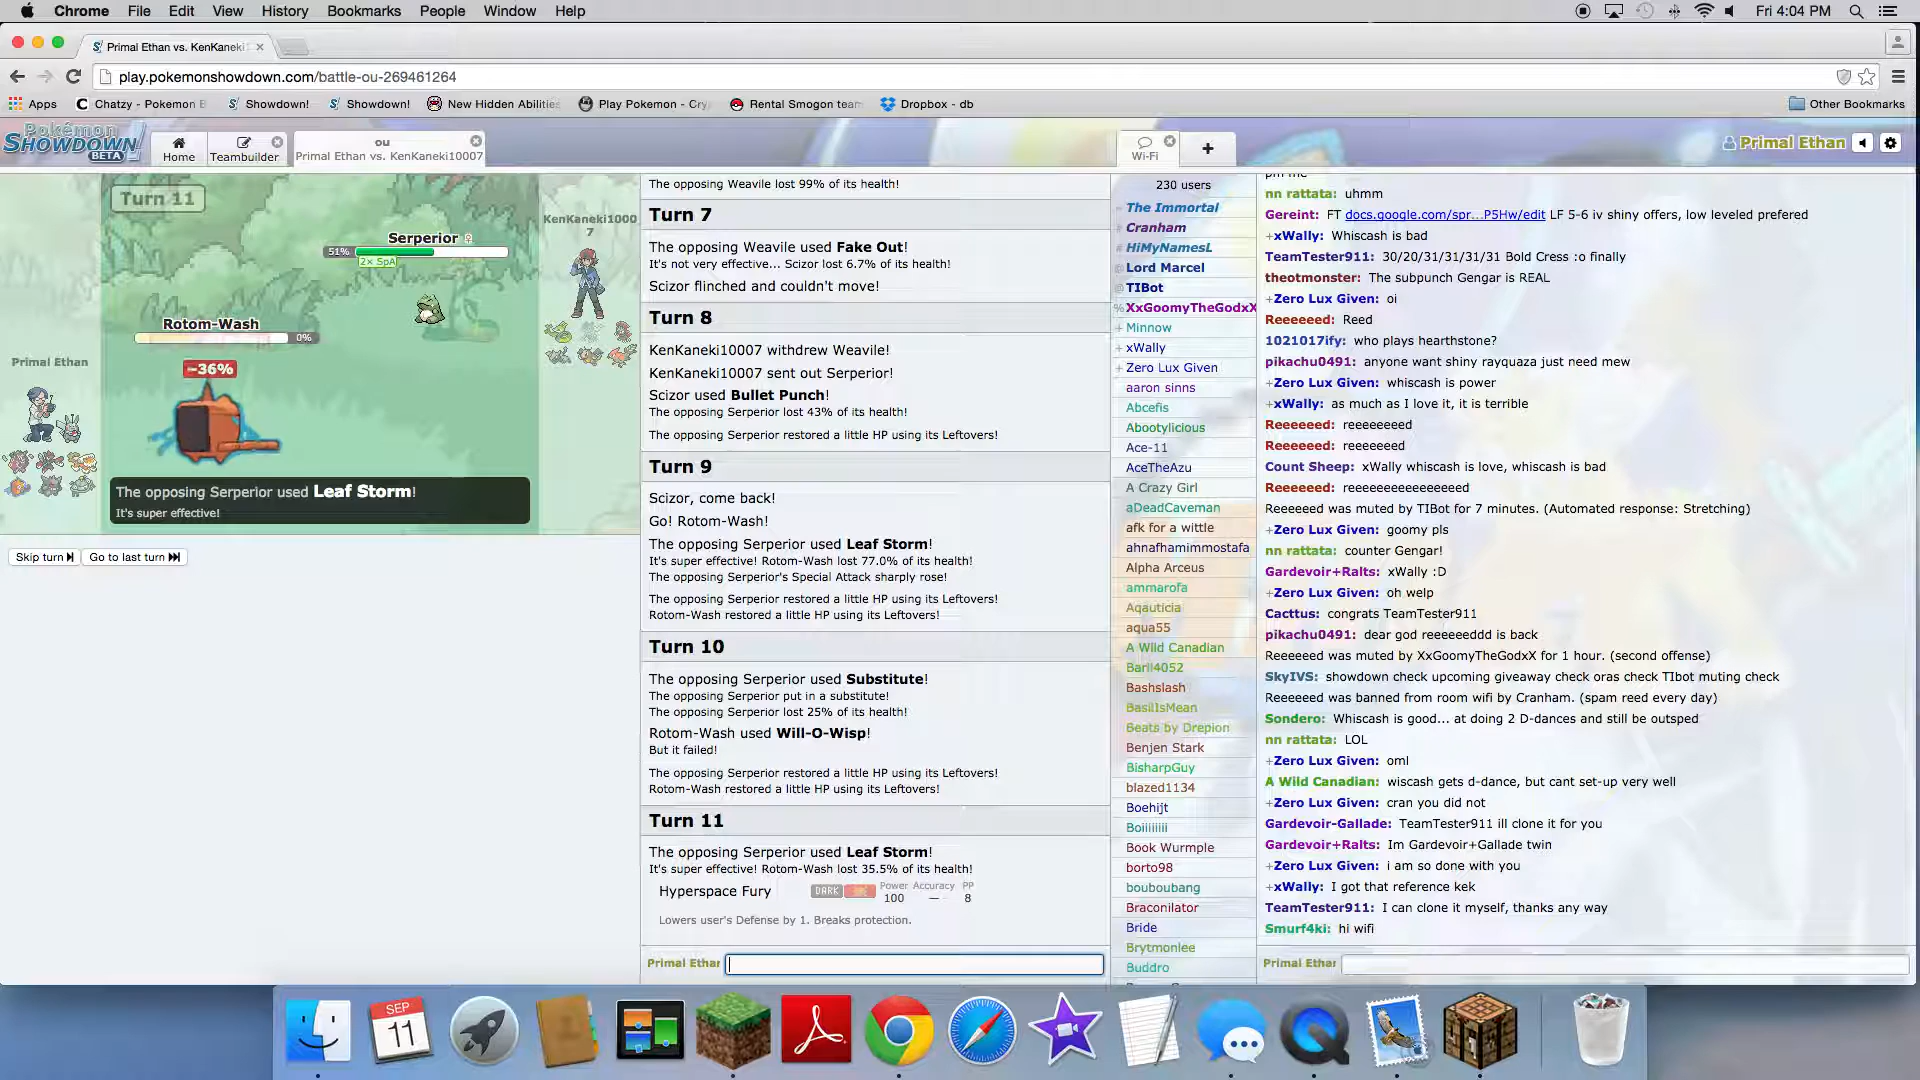 Chrome File Edit View History Bookmarks People Window Help
Fri 4:04 PM
Primal Ethan vs. KenKaneki
play.pokemonshowdown.com/battle-ou-269461264
Apps
Chatzy - Pokemon
Showdown!
Showdown!
New Hidden Abilities
Play Pokemon - Cry
Rental Smogon team
Dropbox - db
Other Bookmarks
Pokémon
SHOWDOWN!
BETA
Home
Teambuilder
ou
Primal Ethan vs. KenKaneki10007
Wi-Fi
+
Primal Ethan
Turn 11
Serperior
51%
2× SpA
Rotom-Wash
0%
-36%
Primal Ethan
KenKaneki1000
7
The opposing Serperior used Leaf Storm!
It's super effective!
Skip turn
Go to last turn
The opposing Weavile lost 99% of its health!
Turn 7
The opposing Weavile used Fake Out!
It's not very effective... Scizor lost 6.7% of its health!
Scizor flinched and couldn't move!
Turn 8
KenKaneki10007 withdrew Weavile!
KenKaneki10007 sent out Serperior!
Scizor used Bullet Punch!
The opposing Serperior lost 43% of its health!
The opposing Serperior restored a little HP using its Leftovers!
Turn 9
Scizor, come back!
Go! Rotom-Wash!
The opposing Serperior used Leaf Storm!
It's super effective! Rotom-Wash lost 77.0% of its health!
The opposing Serperior's Special Attack sharply rose!
The opposing Serperior restored a little HP using its Leftovers!
Rotom-Wash restored a little HP using its Leftovers!
Turn 10
The opposing Serperior used Substitute!
The opposing Serperior put in a substitute!
The opposing Serperior lost 25% of its health!
Rotom-Wash used Will-O-Wisp!
But it failed!
The opposing Serperior restored a little HP using its Leftovers!
Rotom-Wash restored a little HP using its Leftovers!
Turn 11
The opposing Serperior used Leaf Storm!
It's super effective! Rotom-Wash lost 35.5% of its health!
Hyperspace Fury
DARK
Power
100
Accuracy
—
PP
8
Lowers user's Defense by 1. Breaks protection.
Primal Ethan
230 users
The Immortal
Cranham
HiMyNamesL
Lord Marcel
TIBot
%XxGoomyTheGodxX
+Minnow
+xWally
+Zero Lux Given
aaron sinns
Abcefis
Abootylicious
Ace-11
AceTheAzu
A Crazy Girl
aDeadCaveman
afk for a wittle
ahnafhamimmostafa
Alpha Arceus
ammarofa
Aqauticia
aqua55
A Wild Canadian
Baril4052
Bashslash
BasilIsMean
Beats by Drepion
Benjen Stark
BisharpGuy
blazed1134
Boehijt
Boiiiiiii
Book Wurmple
borto98
bouboubang
Braconilator
Bride
Brytmonlee
Buddro
pm me
nn rattata: uhmm
Gereint: FT docs.google.com/spr...P5Hw/edit LF 5-6 iv shiny offers, low leveled prefered
+xWally: Whiscash is bad
TeamTester911: 30/20/31/31/31/31 Bold Cress :o finally
theotmonster: The subpunch Gengar is REAL
+Zero Lux Given: oi
Reeeeeed: Reed
1021017ify: who plays hearthstone?
pikachu0491: anyone want shiny rayquaza just need mew
+Zero Lux Given: whiscash is power
+xWally: as much as I love it, it is terrible
Reeeeeed: reeeeeeeed
Reeeeeed: reeeeeed
Count Sheep: xWally whiscash is love, whiscash is bad
Reeeeeed: reeeeeeeeeeeeeeed
Reeeeeed was muted by TIBot for 7 minutes. (Automated response: Stretching)
+Zero Lux Given: goomy pls
nn rattata: counter Gengar!
Gardevoir+Ralts: xWally :D
+Zero Lux Given: oh welp
Cacttus: congrats TeamTester911
pikachu0491: dear god reeeeeeddd is back
Reeeeeed was muted by XxGoomyTheGodxX for 1 hour. (second offense)
SkyIVS: showdown check upcoming giveaway check oras check TIbot muting check
Reeeeeed was banned from room wifi by Cranham. (spam reed every day)
Sondero: Whiscash is good... at doing 2 D-dances and still be outsped
nn rattata: LOL
+Zero Lux Given: oml
A Wild Canadian: wiscash gets d-dance, but cant set-up very well
+Zero Lux Given: cran you did not
Gardevoir-Gallade: TeamTester911 ill clone it for you
Gardevoir+Ralts: Im Gardevoir+Gallade twin
+Zero Lux Given: i am so done with you
+xWally: I got that reference kek
TeamTester911: I can clone it myself, thanks any way
Smurf4ki: hi wifi
Primal Ethan
SEP
11